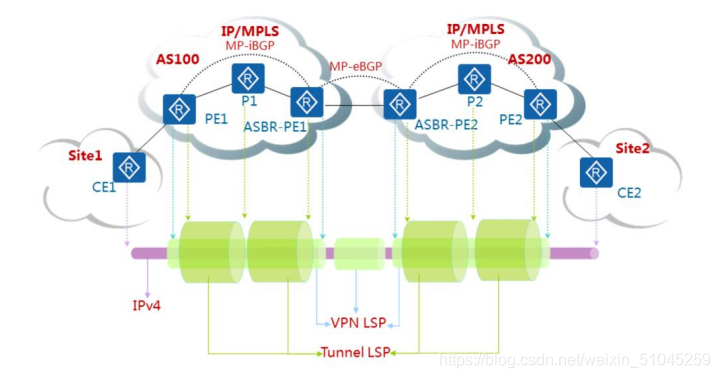 IP/MPLS
MP-iBGP
AS100
MP-eBGP
IP/MPLS
MP-iBGP
AS200
R
R
R
R
R
R
P1
P2
PE1
ASBR-PE1
ASBR-PE2
PE2
Site1
Site2
R
R
CE1
CE2
IPv4
VPN LSP
Tunnel LSP
https://blog.csdn.net/weixin_51045259